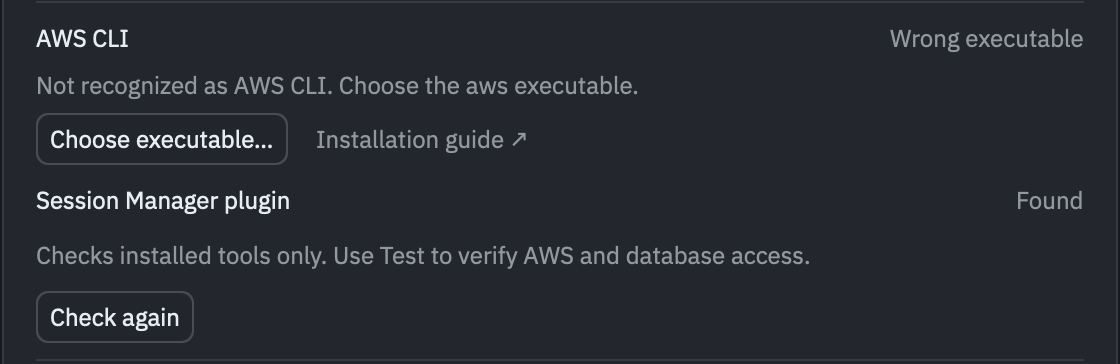 AWS CLI
Wrong executable
Not recognized as AWS CLI. Choose the aws executable.
Choose executable...
Installation guide ↗
Session Manager plugin
Found
Checks installed tools only. Use Test to verify AWS and database access.
Check again